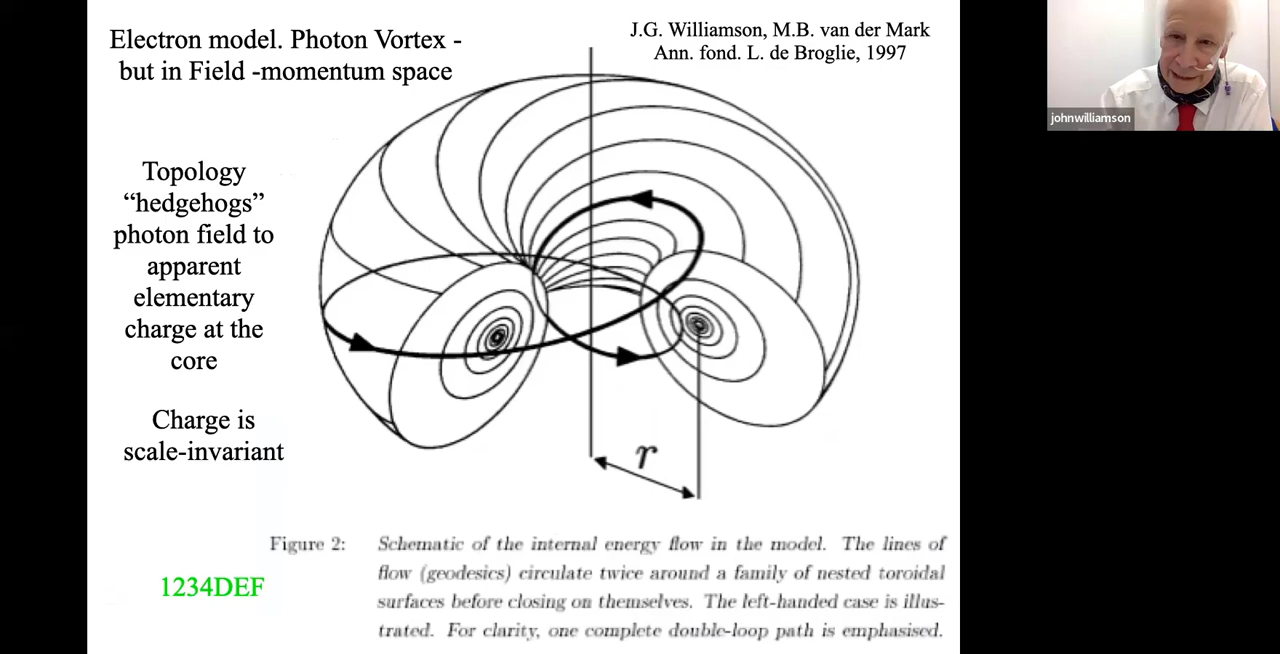 Electron model. Photon Vortex -
but in Field -momentum space
J.G. Williamson, M.B. van der Mark
Ann. fond. L. de Broglie, 1997
johnwilliamson
Topology
“hedgehogs”
photon field to
apparent
elementary
charge at the
core
Charge is
scale-invariant
r
Figure 2: Schematic of the internal energy flow in the model. The lines of
flow (geodesics) circulate twice around a family of nested toroidal
surfaces before closing on themselves. The left-handed case is illus-
trated. For clarity, one complete double-loop path is emphasised.
1234DEF